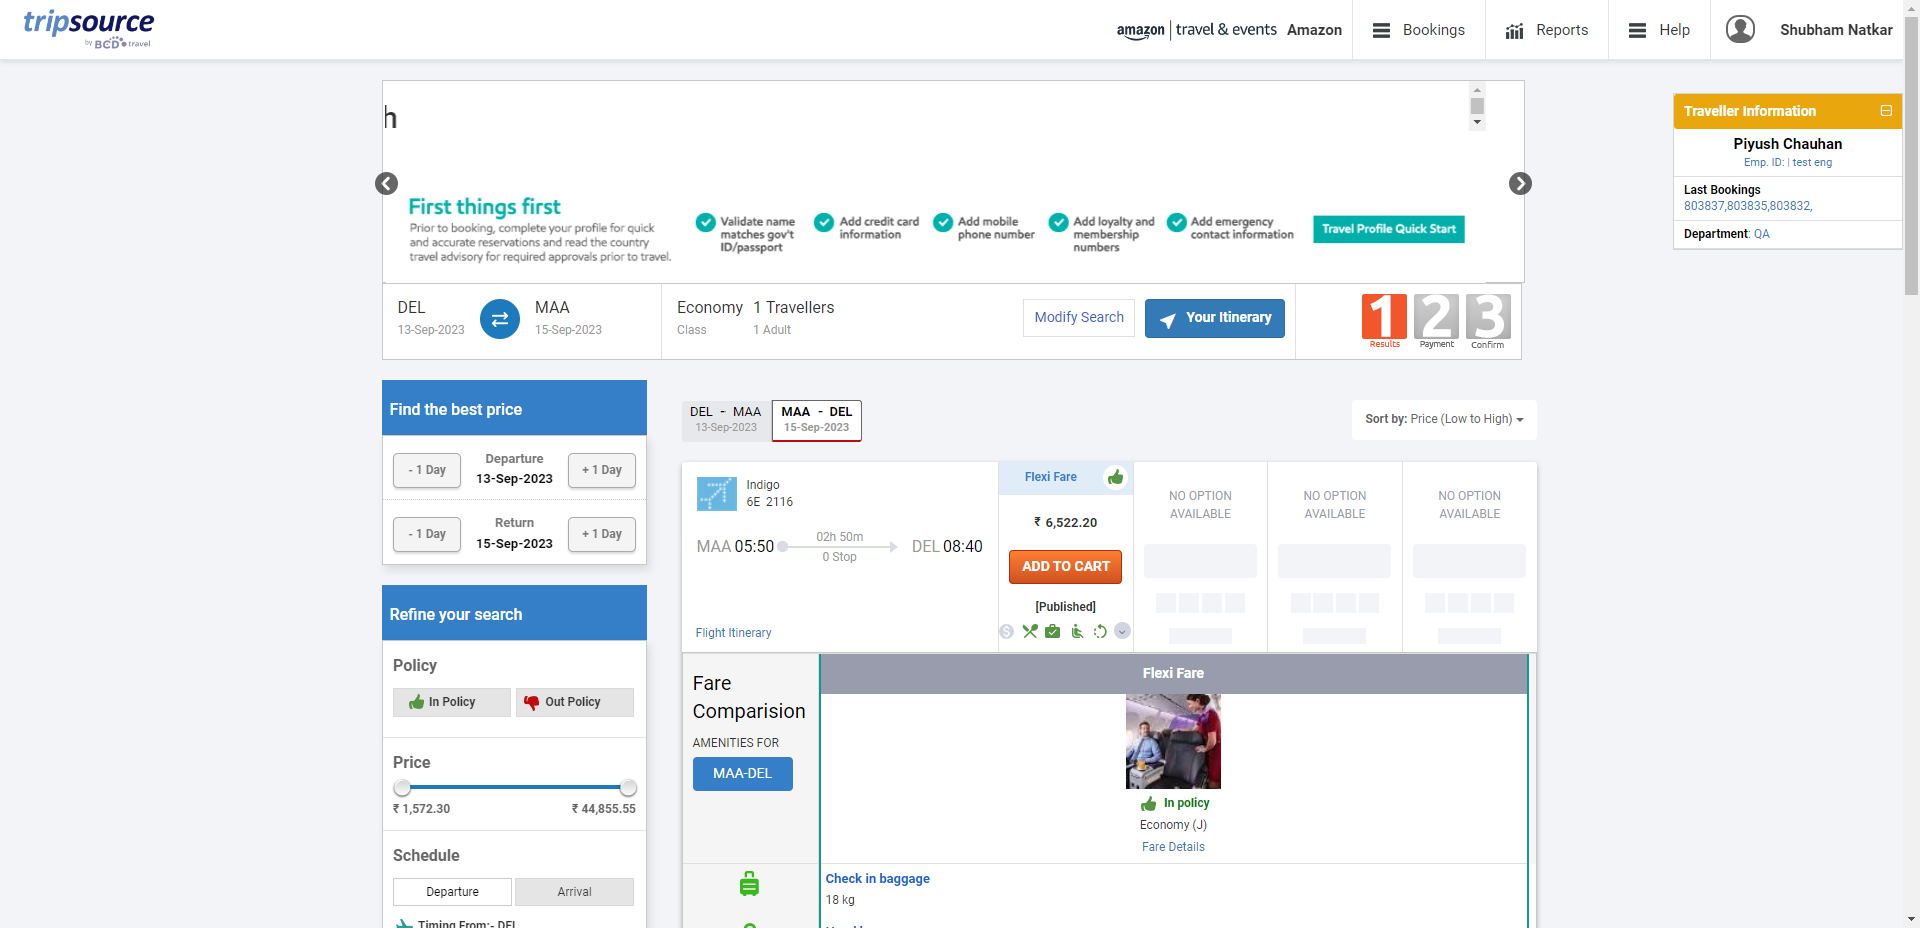 tripsource
by BCD travel
amazon | travel & events Amazon
Bookings
Reports
Help
Shubham Natkar
h
First things first
Prior to booking, complete your profile for quick
and accurate reservations and read the country
travel advisory for required approvals prior to travel.
Validate name
matches gov't
ID/passport
Add credit card
information
Add mobile
phone number
Add loyalty and
membership
numbers
Add emergency
contact information
Travel Profile Quick Start
Traveller Information
Piyush Chauhan
Emp. ID: | test eng
Last Bookings
803837,803835,803832,
Department: QA
DEL
13-Sep-2023
MAA
15-Sep-2023
Economy
Class
1 Travellers
1 Adult
Modify Search
Your Itinerary
1
Results
2
Payment
3
Confirm
Find the best price
- 1 Day
Departure
13-Sep-2023
+ 1 Day
- 1 Day
Return
15-Sep-2023
+ 1 Day
Refine your search
Policy
In Policy
Out Policy
Price
₹ 1,572.30
₹ 44,855.55
Schedule
Departure
Arrival
Timing From:- DEL
DEL - MAA
13-Sep-2023
MAA - DEL
15-Sep-2023
Sort by: Price (Low to High)
Indigo
6E 2116
MAA 05:50
02h 50m
0 Stop
DEL 08:40
Flight Itinerary
Flexi Fare
₹ 6,522.20
ADD TO CART
[Published]
NO OPTION
AVAILABLE
NO OPTION
AVAILABLE
NO OPTION
AVAILABLE
Fare
Comparision
AMENITIES FOR
MAA-DEL
Flexi Fare
In policy
Economy (J)
Fare Details
Check in baggage
18 kg